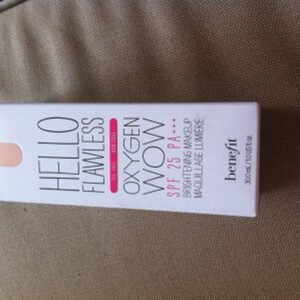 HELLO
FLAWLESS
OXYGEN
WOW
SPF 25 PA+++
BRIGHTENING MAKEUP
MAQUILLAGE LUMIÈRE
benefit